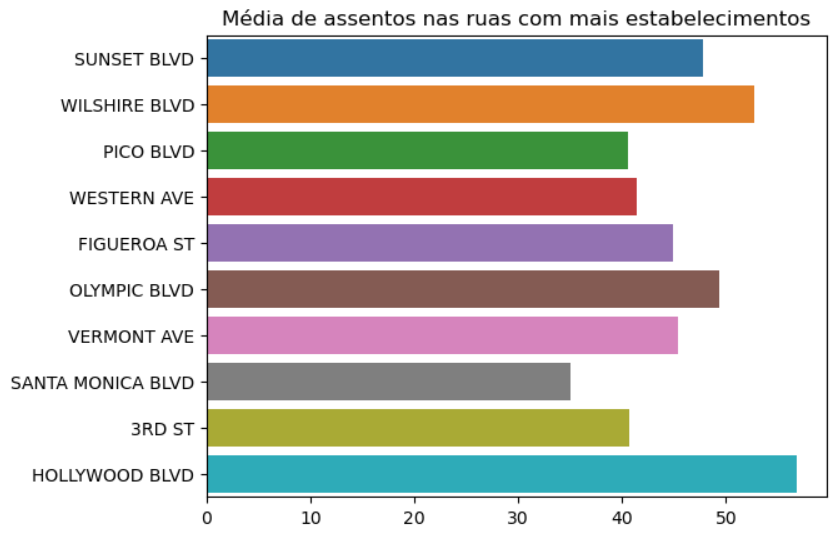 Média de assentos nas ruas com mais estabelecimentos
SUNSET BLVD
WILSHIRE BLVD
PICO BLVD
WESTERN AVE
FIGUEROA ST
OLYMPIC BLVD
VERMONT AVE
SANTA MONICA BLVD
3RD ST
HOLLYWOOD BLVD
0 10 20 30 40 50